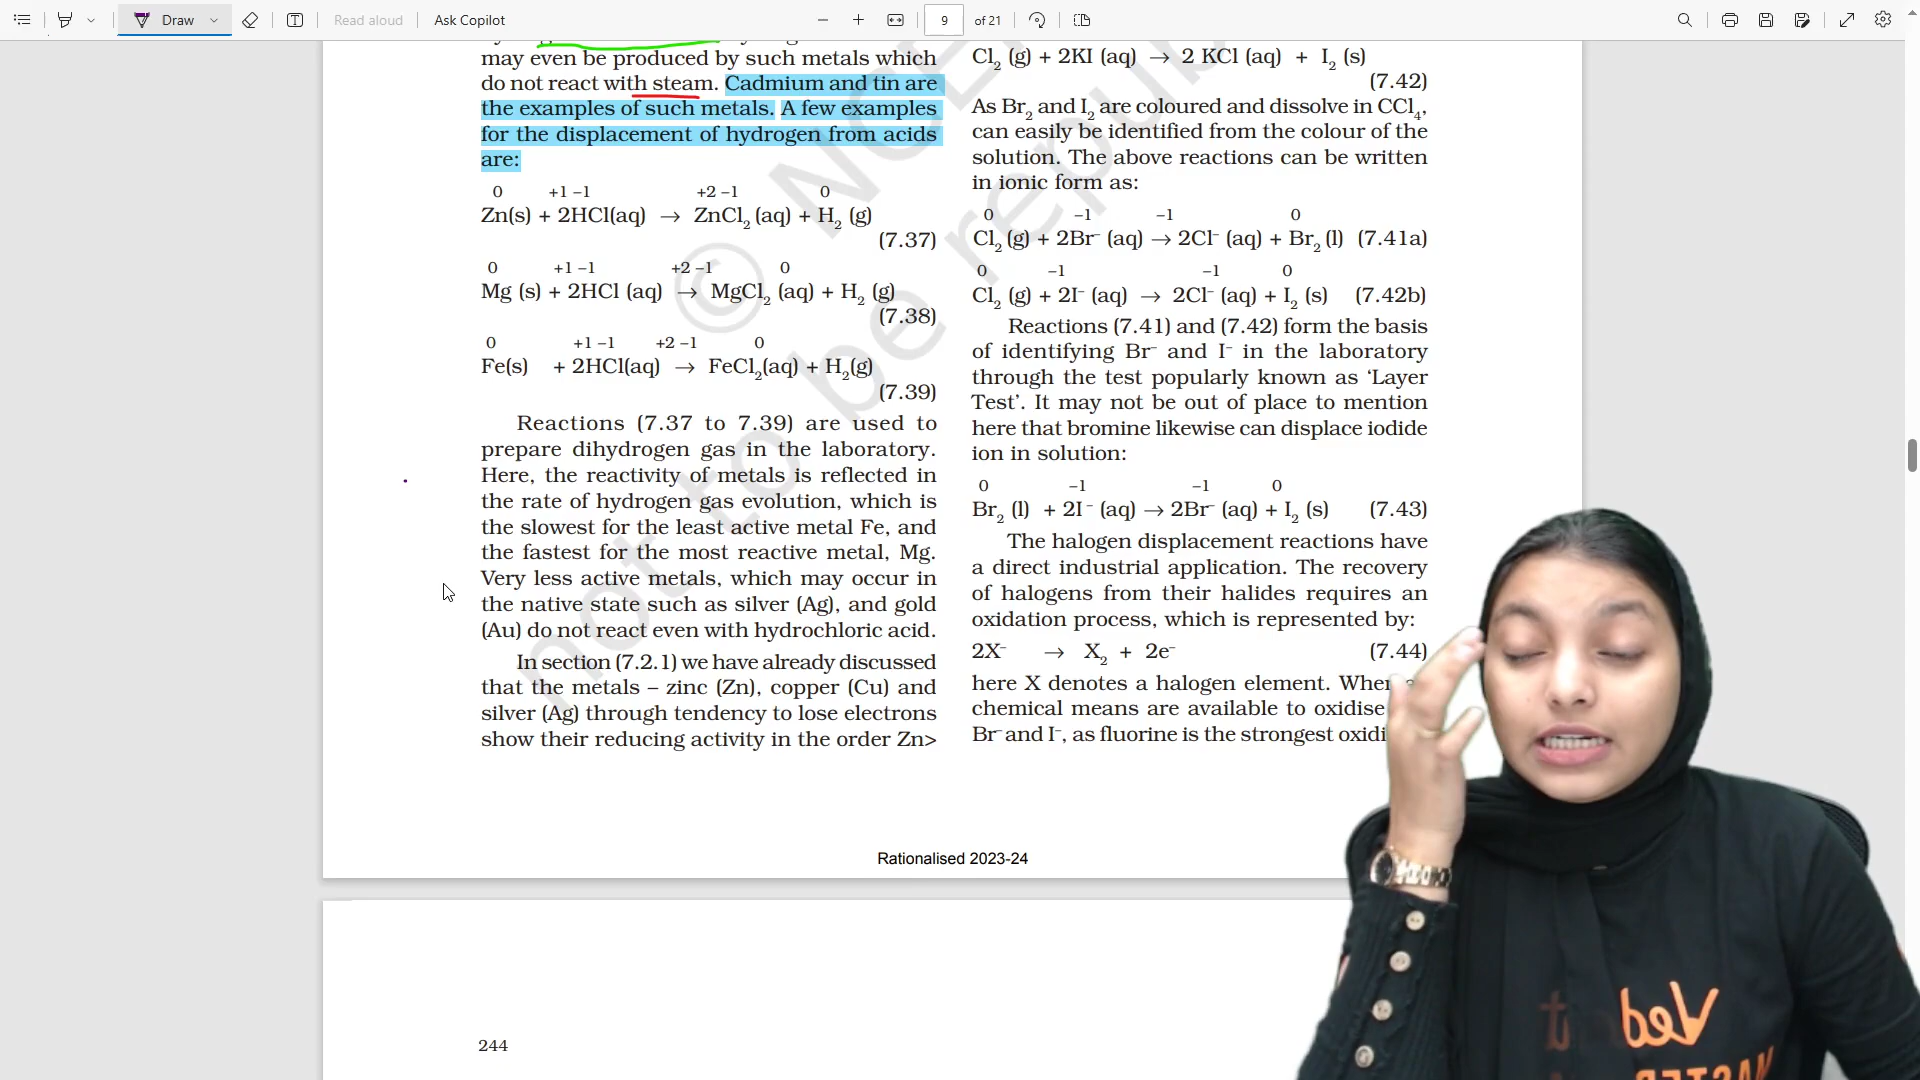 Draw
Read aloud
Ask Copilot
9
of 21
may even be produced by such metals which
do not react with steam. Cadmium and tin are
the examples of such metals. A few examples
for the displacement of hydrogen from acids
are:
0 +1 –1 +2 –1 0
Zn(s) + 2HCl(aq) → ZnCl₂ (aq) + H₂ (g)
(7.37)
0 +1 –1 +2 –1 0
Mg (s) + 2HCl (aq) → MgCl₂ (aq) + H₂ (g)
(7.38)
0 +1 –1 +2 –1 0
Fe(s) + 2HCl(aq) → FeCl₂(aq) + H₂(g)
(7.39)
Reactions (7.37 to 7.39) are used to
prepare dihydrogen gas in the laboratory.
Here, the reactivity of metals is reflected in
the rate of hydrogen gas evolution, which is
the slowest for the least active metal Fe, and
the fastest for the most reactive metal, Mg.
Very less active metals, which may occur in
the native state such as silver (Ag), and gold
(Au) do not react even with hydrochloric acid.
In section (7.2.1) we have already discussed
that the metals – zinc (Zn), copper (Cu) and
silver (Ag) through tendency to lose electrons
show their reducing activity in the order Zn>
Cl₂ (g) + 2KI (aq) → 2 KCl (aq) + I₂ (s)
(7.42)
As Br₂ and I₂ are coloured and dissolve in CCl₄,
can easily be identified from the colour of the
solution. The above reactions can be written
in ionic form as:
0 –1 –1 0
Cl₂ (g) + 2Br⁻ (aq) → 2Cl⁻ (aq) + Br₂ (l) (7.41a)
0 –1 –1 0
Cl₂ (g) + 2I⁻ (aq) → 2Cl⁻ (aq) + I₂ (s) (7.42b)
Reactions (7.41) and (7.42) form the basis
of identifying Br⁻ and I⁻ in the laboratory
through the test popularly known as ‘Layer
Test’. It may not be out of place to mention
here that bromine likewise can displace iodide
ion in solution:
0 –1 –1 0
Br₂ (l) + 2I⁻ (aq) → 2Br⁻ (aq) + I₂ (s) (7.43)
The halogen displacement reactions have
a direct industrial application. The recovery
of halogens from their halides requires an
oxidation process, which is represented by:
2X⁻ → X₂ + 2e⁻ (7.44)
here X denotes a halogen element.
chemical means are available to oxidise
Br⁻ and I⁻, as fluorine is the strongest
© 
not to be repub
Rationalised 2023-24
244
Ved